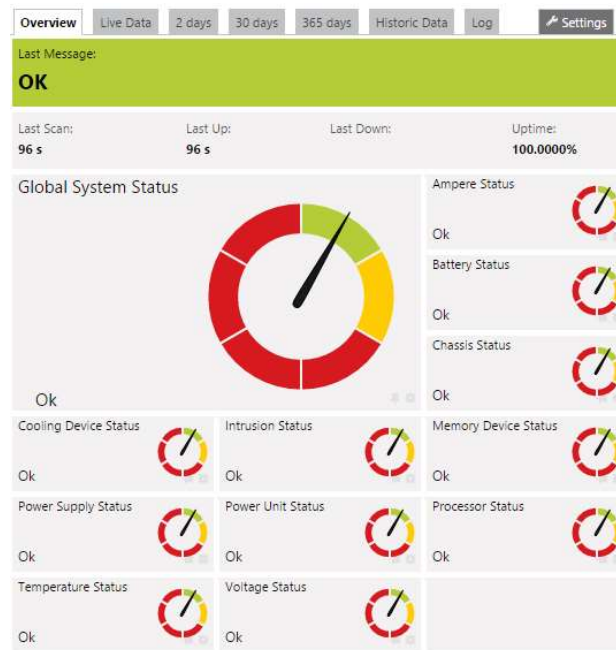 Overview Live Data 2 days 30 days 365 days Historic Data Log Settings
Last Message:
OK
Last Scan: Last Up: Last Down: Uptime:
96 s 96 s 100.0000%
Global System Status
Ok
Ampere Status
Ok
Battery Status
Ok
Chassis Status
Ok
Cooling Device Status Intrusion Status Memory Device Status
Ok Ok Ok
Power Supply Status Power Unit Status Processor Status
Ok Ok Ok
Temperature Status Voltage Status
Ok Ok